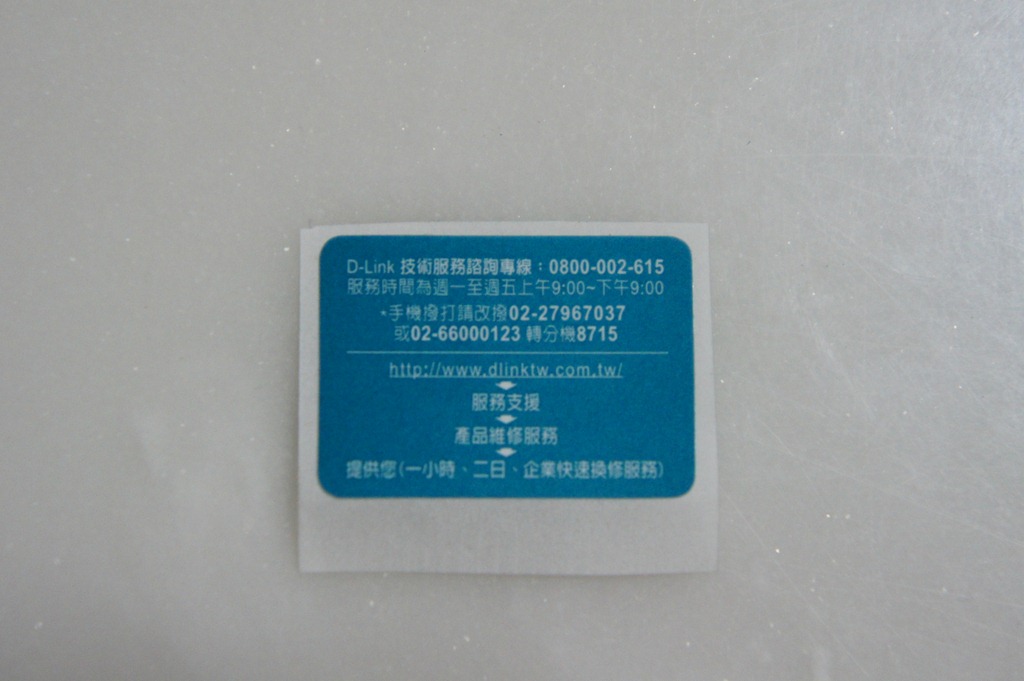 D-Link 技術服務諮詢專線：0800-002-615
服務時間為週一至週五上午9:00~下午9:00
*手機撥打請改撥02-27967037
或02-66000123 轉分機8715
http://www.dlinktw.com.tw/
服務支援
產品維修服務
提供您(一小時、二日、企業快速換修服務)